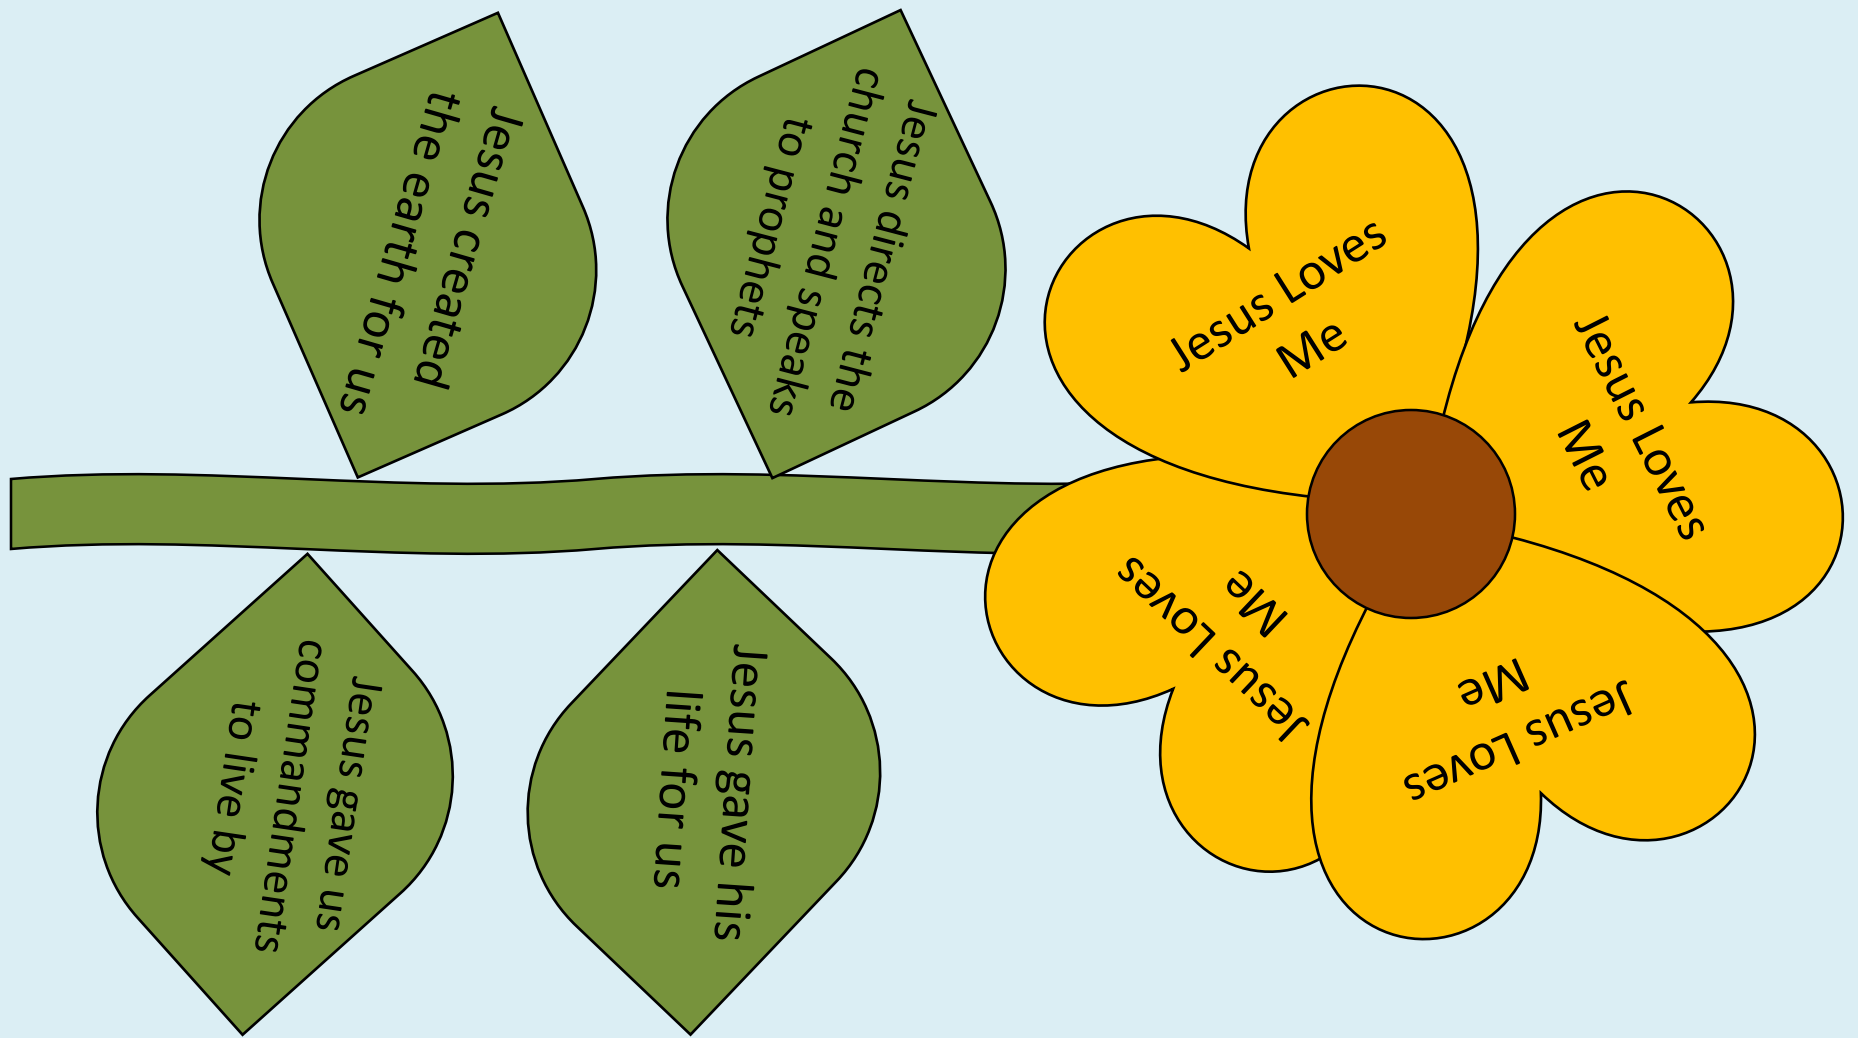 Jesus created
the earth for us
Jesus directs the
church and speaks
to prophets
Jesus gave us
commandments
to live by
Jesus gave his
life for us
Jesus Loves
Me
Jesus Loves
Me
Jesus Loves
Me
Jesus Loves
Me